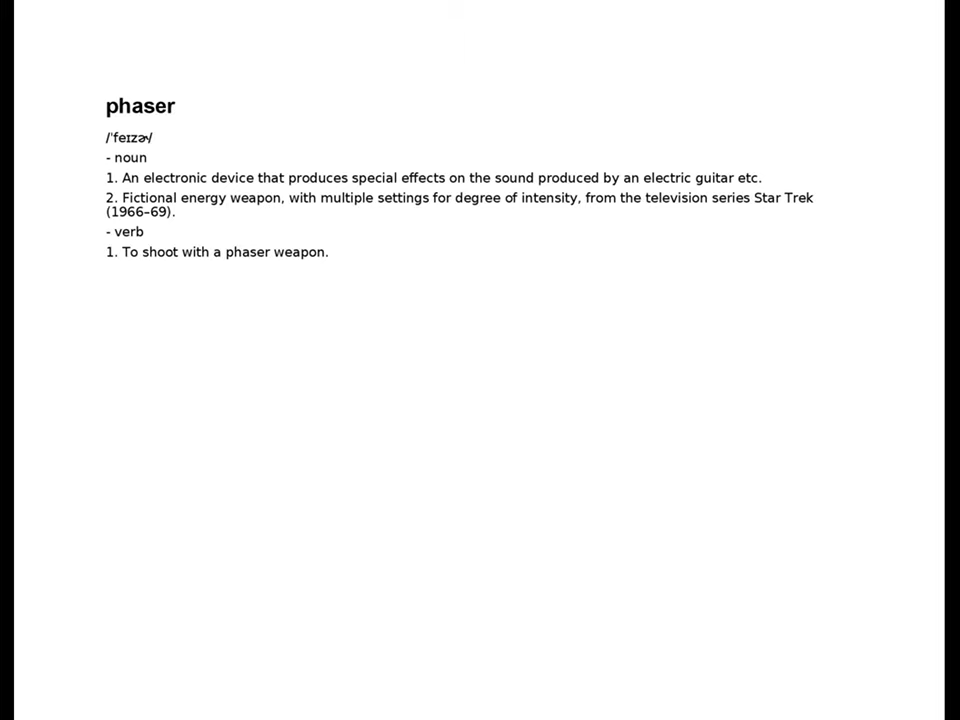 phaser
/ˈfeɪzɚ/
- noun
1. An electronic device that produces special effects on the sound produced by an electric guitar etc.
2. Fictional energy weapon, with multiple settings for degree of intensity, from the television series Star Trek
(1966–69).
- verb
1. To shoot with a phaser weapon.